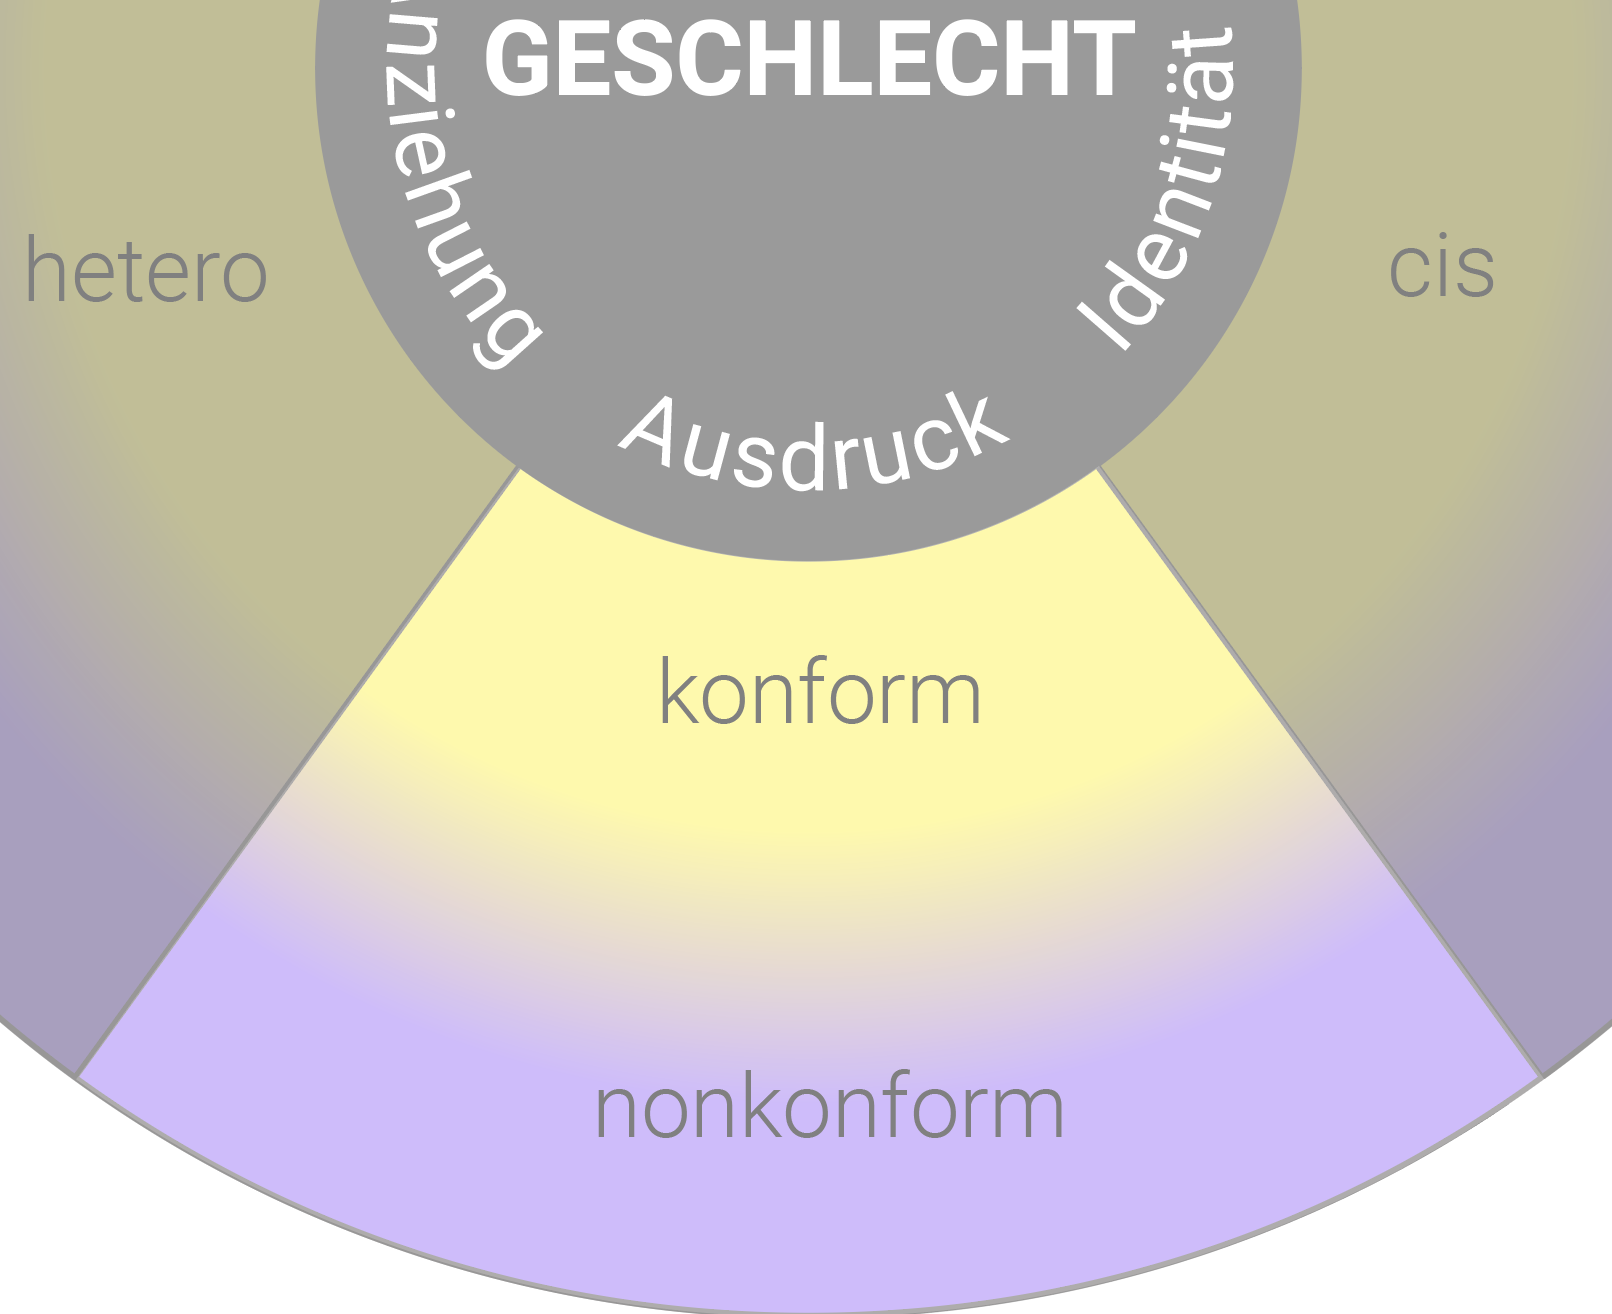 GESCHLECHT
nziehung
Identität
Ausdruck
hetero
cis
konform
nonkonform